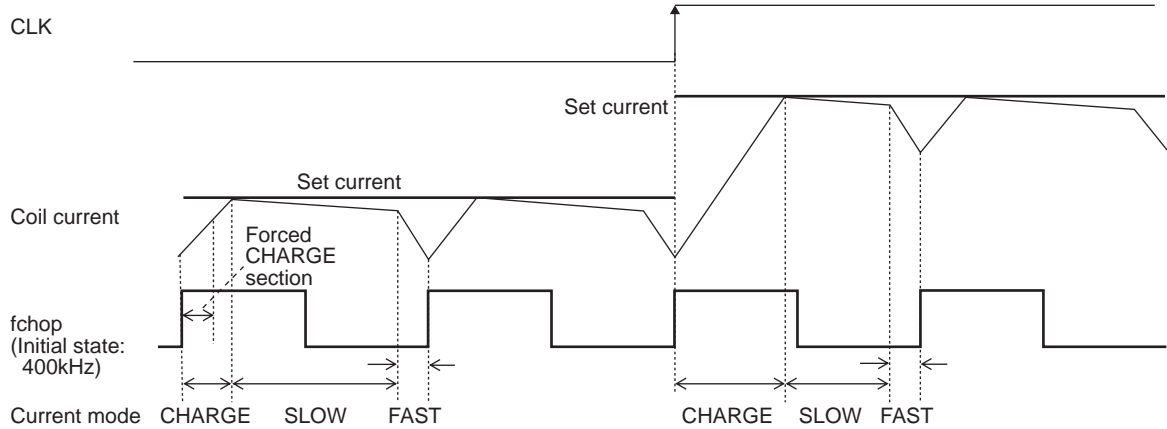 CLK
Set current
Set current
Coil current
Forced
CHARGE
section
fchop
(Initial state:
400kHz)
Current mode CHARGE SLOW FAST CHARGE SLOW FAST